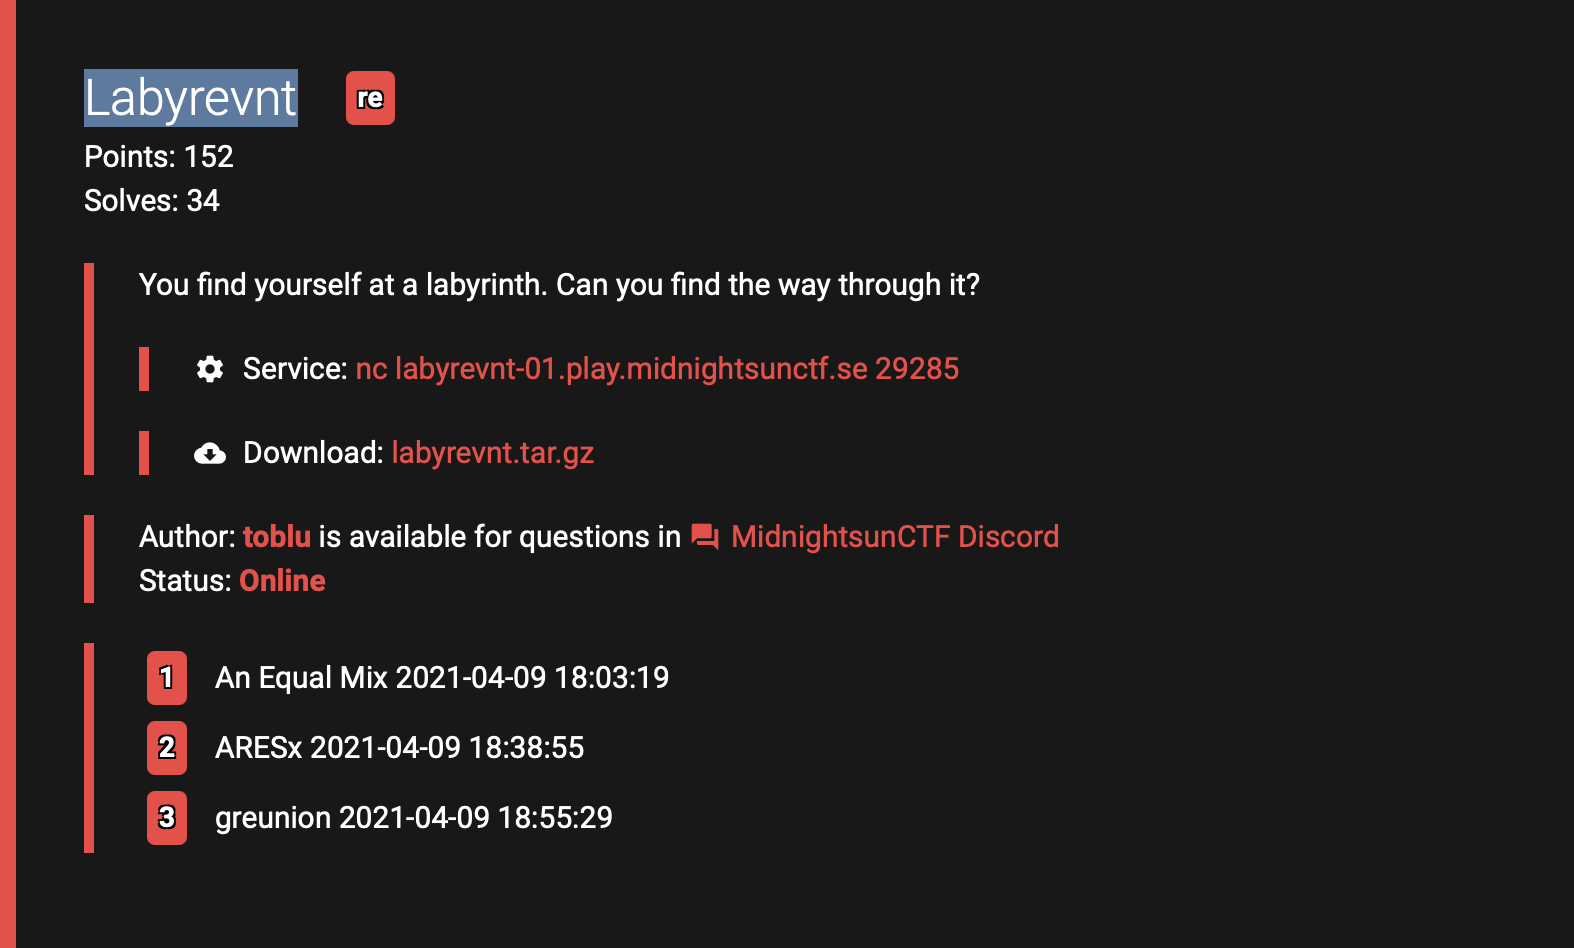 Labyrevnt re
Points: 152
Solves: 34
You find yourself at a labyrinth. Can you find the way through it?
Service: nc labyrevnt-01.play.midnightsunctf.se 29285
Download: labyrevnt.tar.gz
Author: toblu is available for questions in MidnightsunCTF Discord
Status: Online
1 An Equal Mix 2021-04-09 18:03:19
2 ARESx 2021-04-09 18:38:55
3 greunion 2021-04-09 18:55:29